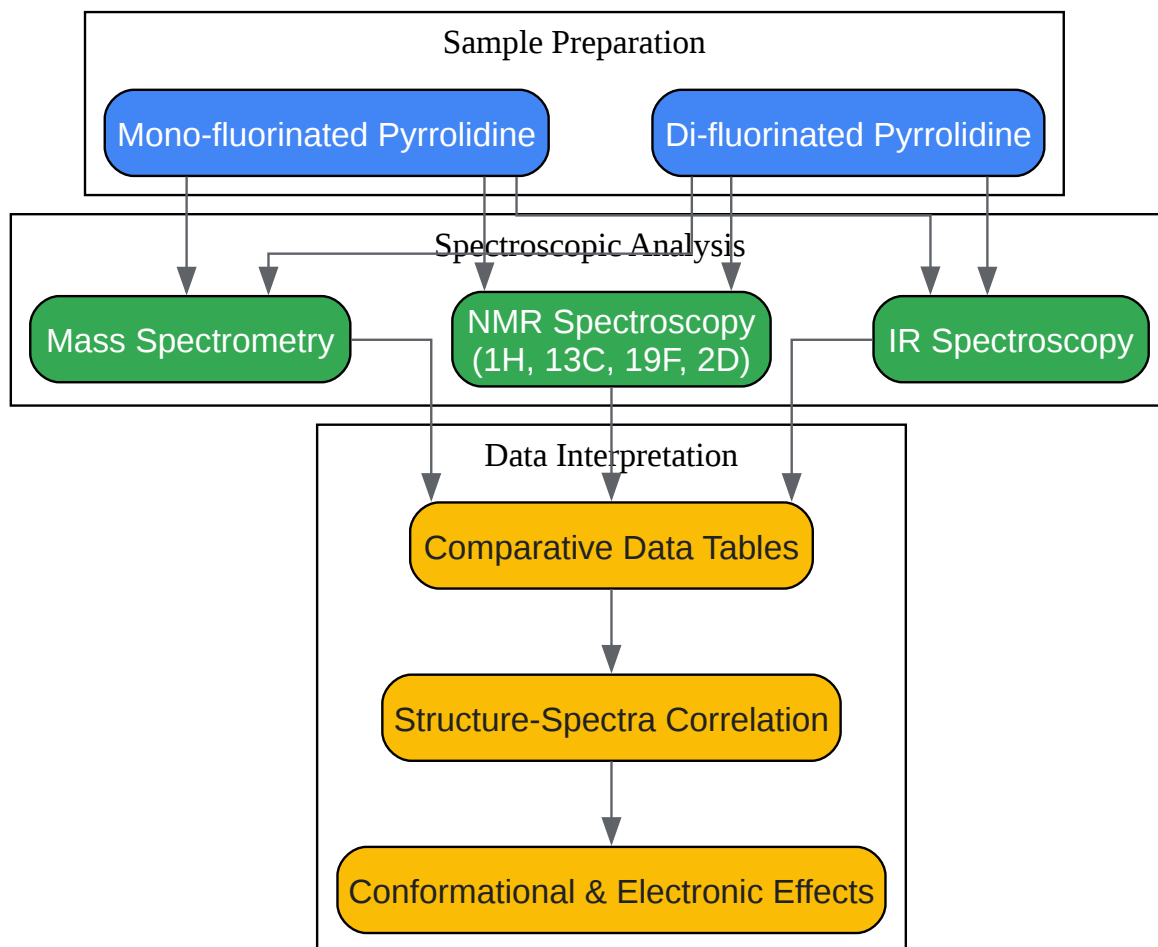 Sample Preparation
Mono-fluorinated Pyrrolidine
Di-fluorinated Pyrrolidine
Spectroscopic Analysis
Mass Spectrometry
NMR Spectroscopy
(1H, 13C, 19F, 2D)
IR Spectroscopy
Data Interpretation
Comparative Data Tables
Structure-Spectra Correlation
Conformational & Electronic Effects